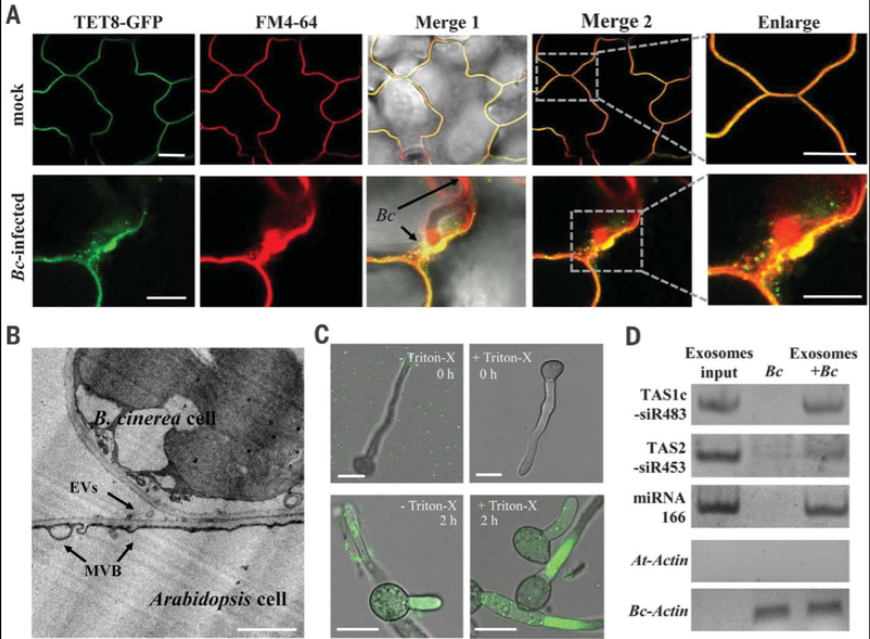 A
TET8-GFP
FM4-64
Merge 1
Merge 2
Enlarge
mock
Bc-infected
Bc
B
B. cinerea cell
EVs
MVB
Arabidopsis cell
C
- Triton-X
0 h
+ Triton-X
0 h
- Triton-X
2 h
+ Triton-X
2 h
D
Exosomes
input
Bc
Exosomes
+Bc
TAS1c
-siR483
TAS2
-siR453
miRNA
166
At-Actin
Bc-Actin